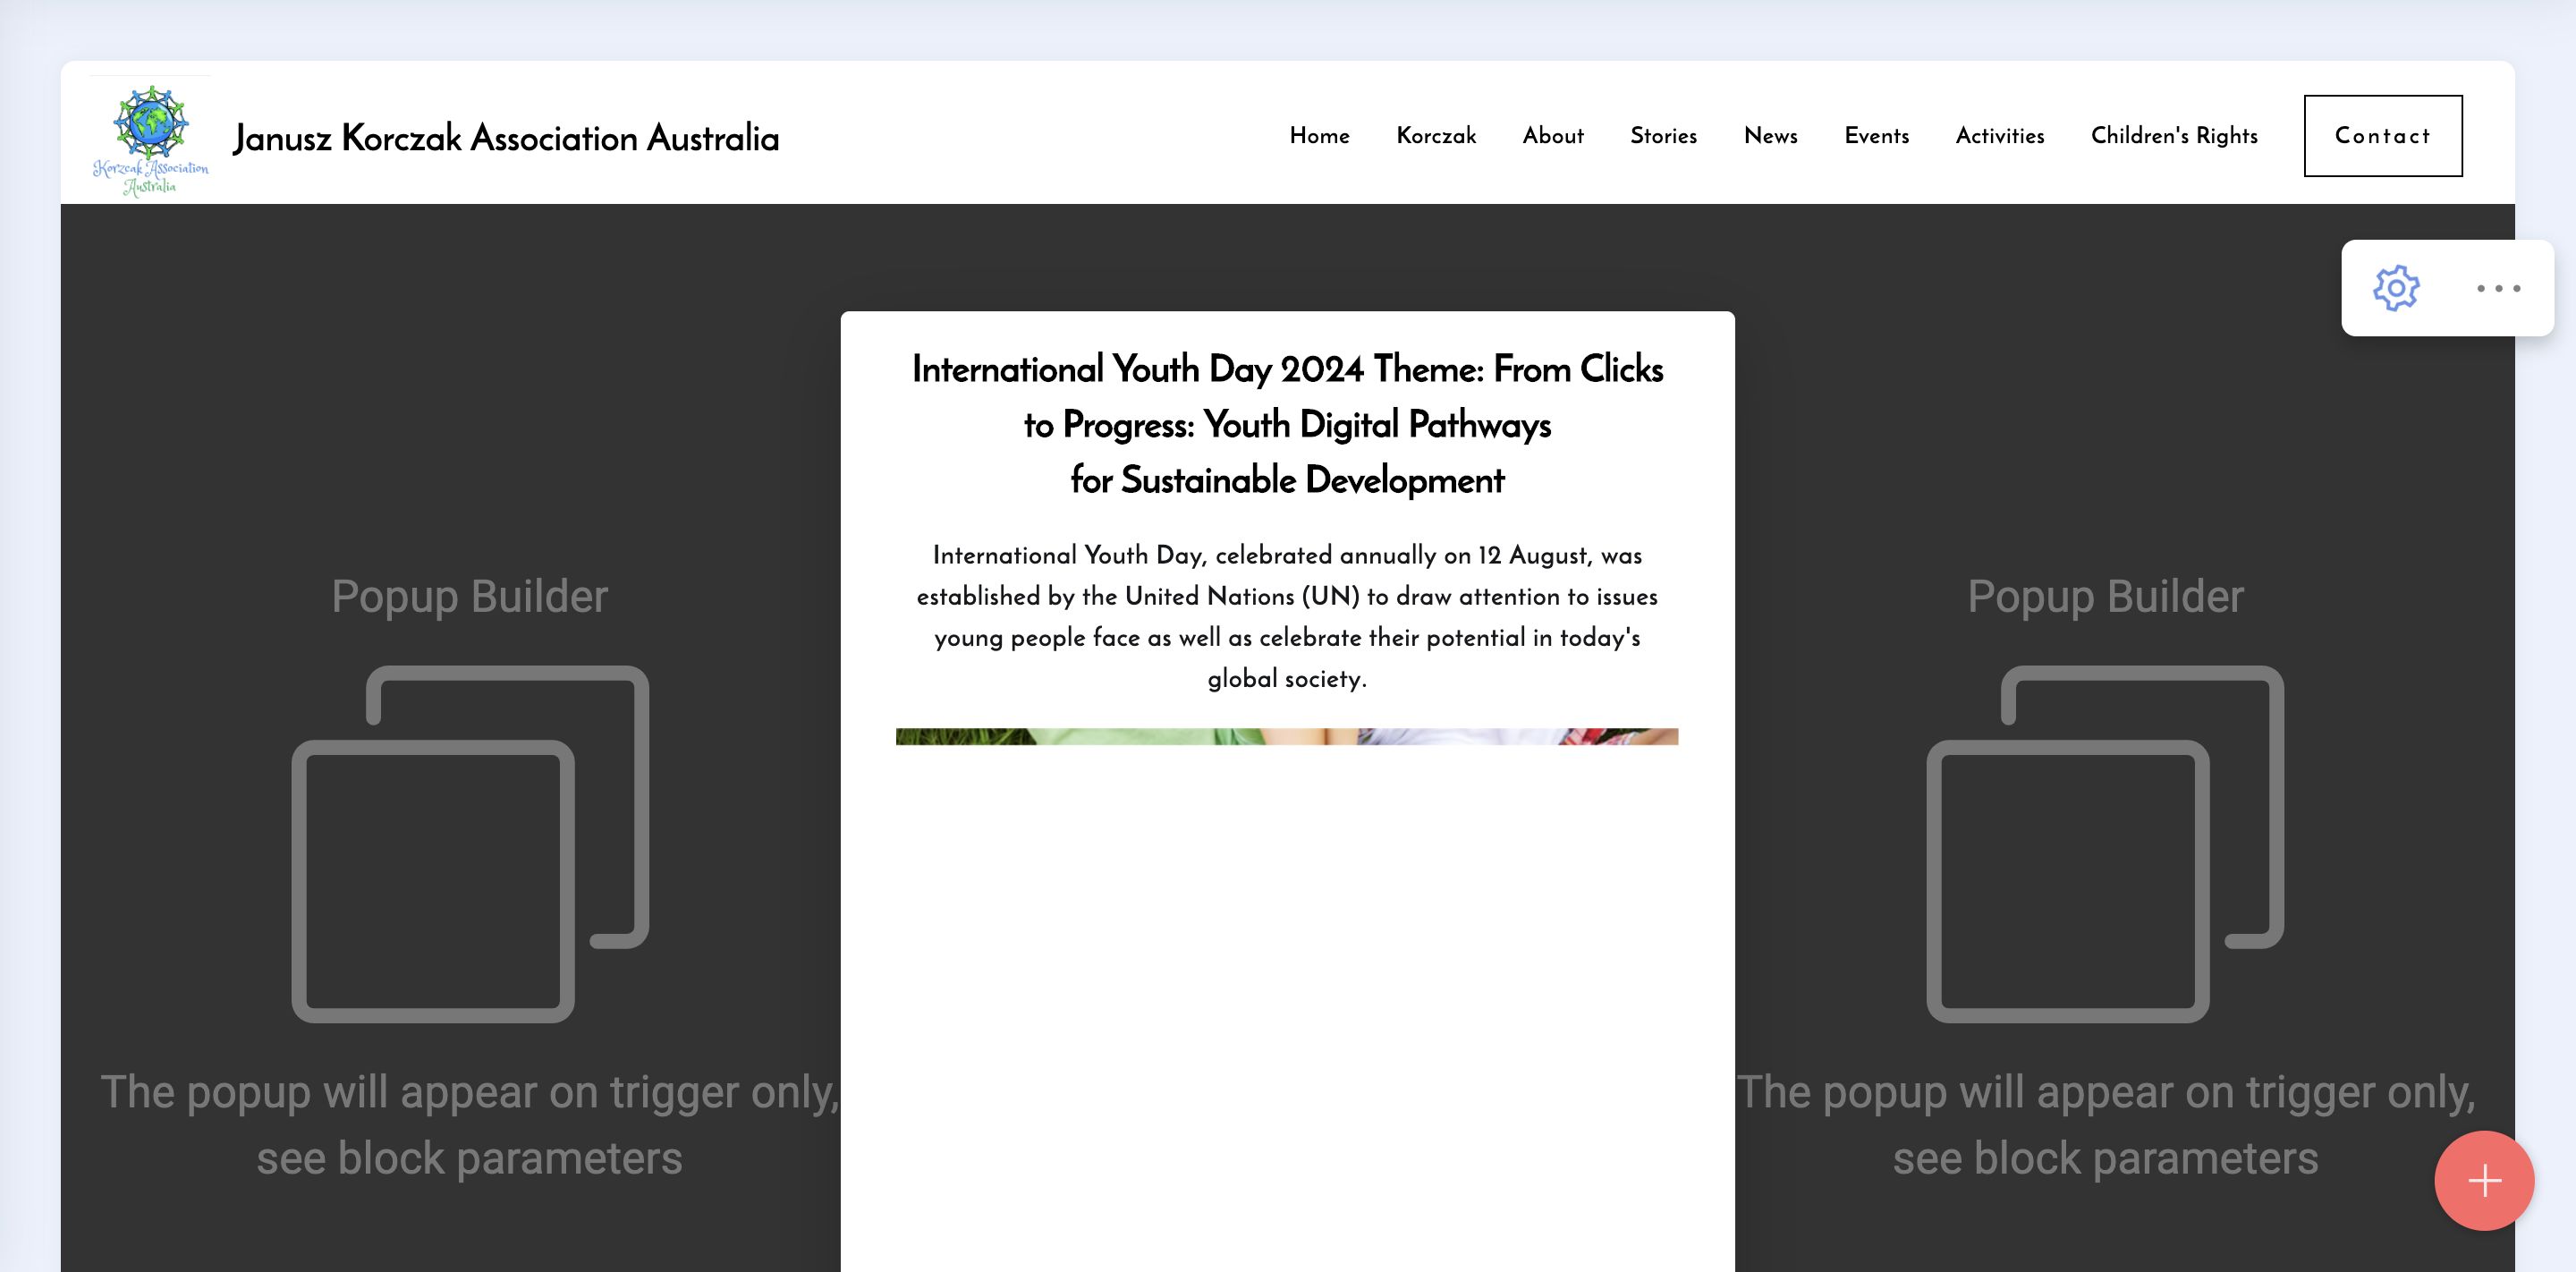 Korzcak Association
Australia
Janusz Korczak Association Australia
Home Korczak About Stories News Events Activities Children's Rights Contact
International Youth Day 2024 Theme: From Clicks
to Progress: Youth Digital Pathways
for Sustainable Development
International Youth Day, celebrated annually on 12 August, was
established by the United Nations (UN) to draw attention to issues
young people face as well as celebrate their potential in today's
global society.
Popup Builder
The popup will appear on trigger only,
see block parameters
Popup Builder
The popup will appear on trigger only,
see block parameters